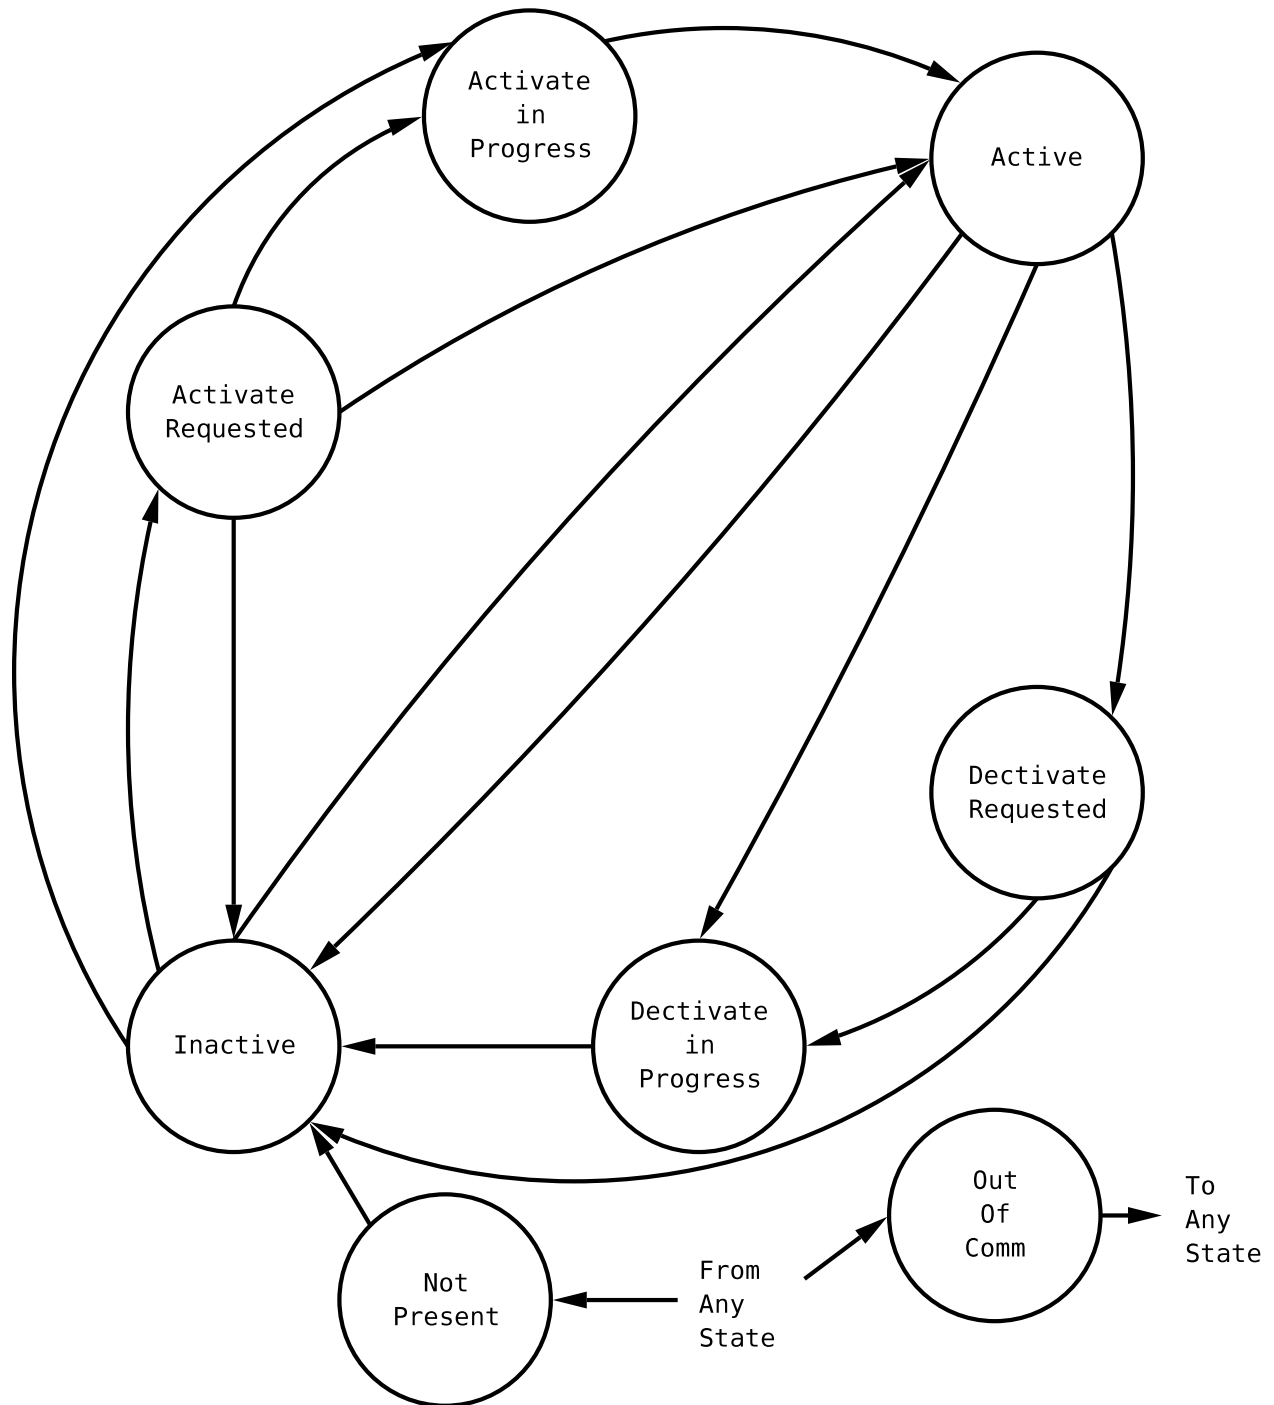 Activate
in
Progress
Active
Activate
Requested
Dectivate
Requested
Inactive
Dectivate
in
Progress
Out
Of
Comm
To
Any
State
Not
Present
From
Any
State